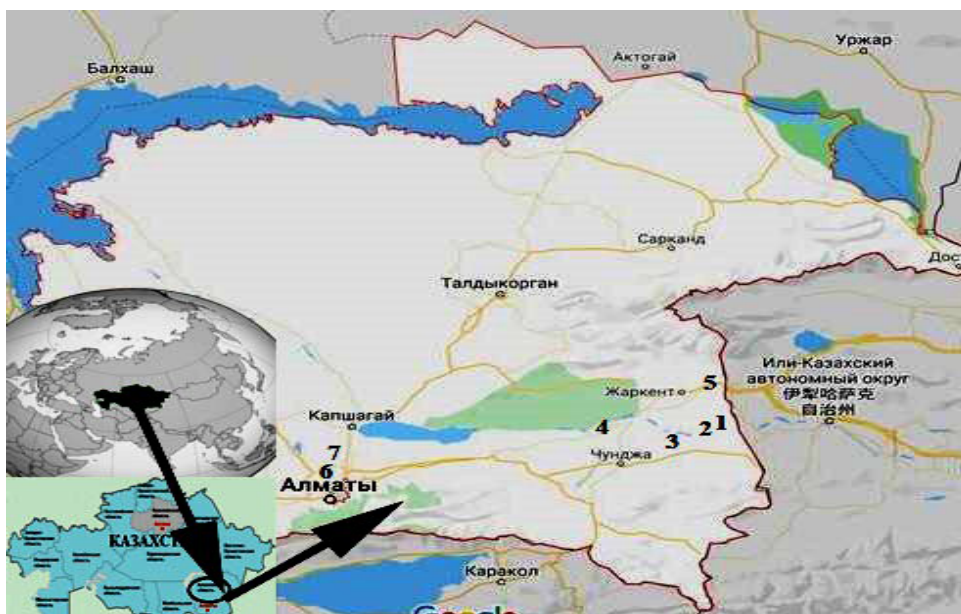 Балхаш
Актогай
Уржар
Сарканд
Дост
Талдыкорган
Или-Казахский
автономный округ
伊犁哈萨克
自治州
Жаркент
5
Капшагай
4
3
2
1
Чунджа
7
6
Алматы
КАЗАХСТ
Каракол
Google